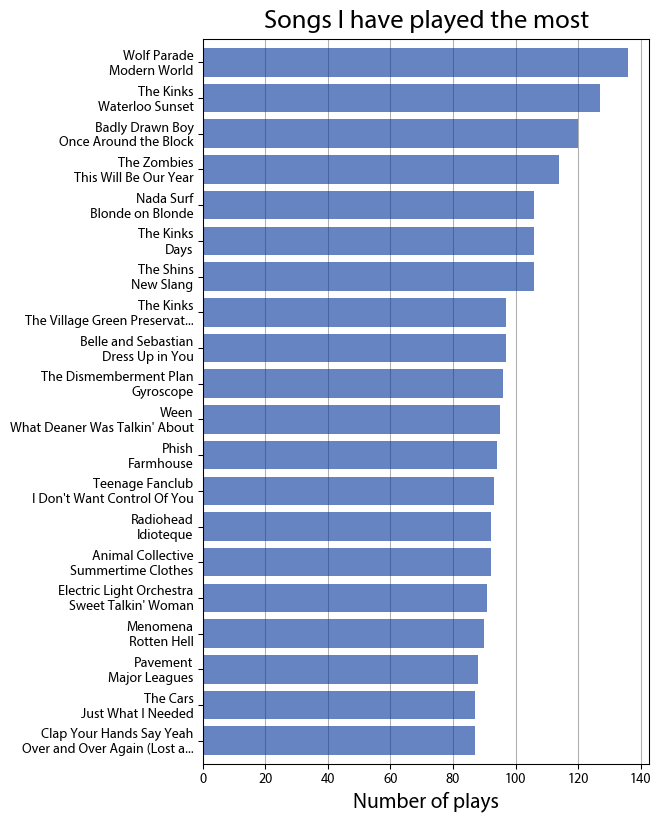 Songs I have played the most
Wolf Parade
Modern World
The Kinks
Waterloo Sunset
Badly Drawn Boy
Once Around the Block
The Zombies
This Will Be Our Year
Nada Surf
Blonde on Blonde
The Kinks
Days
The Shins
New Slang
The Kinks
The Village Green Preservat...
Belle and Sebastian
Dress Up in You
The Dismemberment Plan
Gyroscope
Ween
What Deaner Was Talkin' About
Phish
Farmhouse
Teenage Fanclub
I Don't Want Control Of You
Radiohead
Idioteque
Animal Collective
Summertime Clothes
Electric Light Orchestra
Sweet Talkin' Woman
Menomena
Rotten Hell
Pavement
Major Leagues
The Cars
Just What I Needed
Clap Your Hands Say Yeah
Over and Over Again (Lost a...
0 20 40 60 80 100 120 140
Number of plays